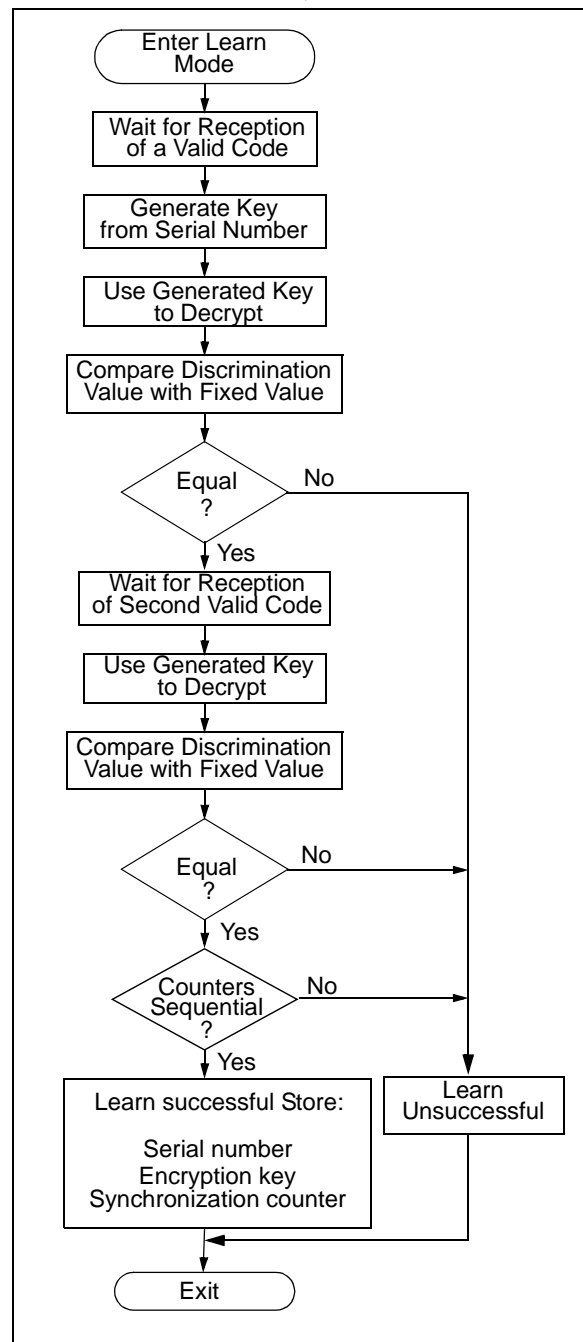 Enter Learn
Mode
Wait for Reception
of a Valid Code
Generate Key
from Serial Number
Use Generated Key
to Decrypt
Compare Discrimination
Value with Fixed Value
Equal
?
No
Yes
Wait for Reception
of Second Valid Code
Use Generated Key
to Decrypt
Compare Discrimination
Value with Fixed Value
Equal
?
No
Yes
Counters
Sequential
?
No
Yes
Learn successful Store:
Serial number
Encryption key
Synchronization counter
Learn
Unsuccessful
Exit